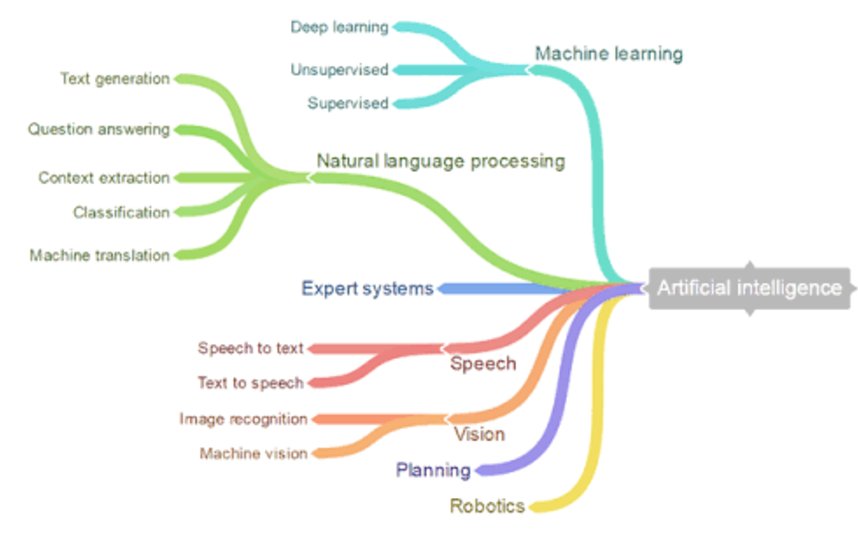 Deep learning
Machine learning
Unsupervised
Supervised
Text generation
Question answering
Natural language processing
Context extraction
Classification
Machine translation
Expert systems
Artificial intelligence
Speech to text
Speech
Text to speech
Image recognition
Vision
Machine vision
Planning
Robotics